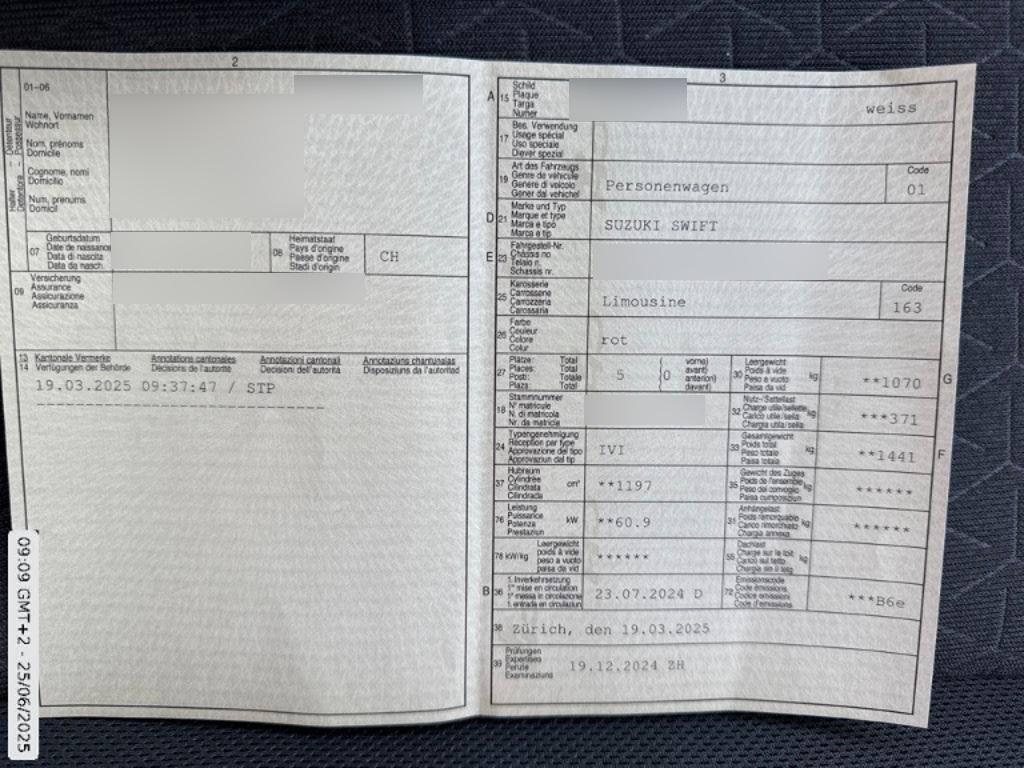 2
01-06
Halter - Détenteur
Detentore - Possessur
Name, Vornamen
Wohnort
Nom, prénoms
Domicile
Cognome, nomi
Domicilio
Num, prenums
Domicil
07
Geburtsdatum
Date de naissance
Data di nascita
Data da nasch.
08
Heimatstaat
Pays d'origine
Paese d'origine
Stadi d'origin
CH
09
Versicherung
Assurance
Assicurazione
Assicuranza
13
14
Kantonale Vermerke
Verfügungen der Behörde
Annotations cantonales
Décisions de l'autorité
Annotazioni cantonali
Decisioni dell'autorità
Annotaziuns chantunalas
Disposiziuns da l'autoritad
19.03.2025 09:37:47 / STP
3
A
15
Schild
Plaque
Targa
Numer
weiss
17
Bes. Verwendung
Usage spécial
Uso speciale
Diever spezial
19
Art des Fahrzeugs
Genre de véhicule
Genere di veicolo
Gener dal vehichel
Personenwagen
Code
01
D
21
Marke und Typ
Marque et type
Marca e tipo
Marca e tip
SUZUKI SWIFT
E
23
Fahrgestell-Nr.
Châssis no
Telaio n.
Schassis nr.
25
Karosserie
Carrosserie
Carrozzeria
Carossaria
Limousine
Code
163
26
Farbe
Couleur
Colore
Colur
rot
27
Plätze: Total
Places: Total
Posti: Totale
Plazs: Total
5
(
(
0
vorne)
avant)
anteriori)
davant)
30
Leergewicht
Poids à vide
Peso a vuoto
Paisa da vid
kg
**1070
G
18
Stammnummer
N° matricule
N. di matricola
Nr. da matricla
32
Nutz-/Sattellast
Charge utile/sellette
Carico utile/sella
Chargia utila/sella
kg
***371
24
Typengenehmigung
Réception par type
Approvazione del tipo
Approvaziun dal tip
IVI
33
Gesamtgewicht
Poids total
Peso totale
Paisa totala
kg
**1441
F
37
Hubraum
Cylindrée
Cilindrata
Cilindrada
cm³
**1197
35
Gewicht des Zuges
Poids de l'ensemble
Peso del convoglio
Paisa cumposiziun
kg
******
76
Leistung
Puissance
Potenza
Prestaziun
kW
**60.9
31
Anhängelast
Poids remorquable
Carico rimorchiato
Chargia annexa
kg
******
78 kW/kg
Leergewicht
poids à vide
peso a vuoto
paisa da vid
******
55
Dachlast
Charge sur le toit
Carico sul tetto
Chargia sin il tetg
kg
******
B
36
1. Inverkehrsetzung
1re mise en circulation
1a messa in circolazione
1. entrada en circulaziun
23.07.2024 D
72
Emissionscode
Code émissions
Codice emissioni
Code d'emissiuns
***B6e
38
Zürich, den 19.03.2025
39
Prüfungen
Expertises
Perizie
Examinaziuns
19.12.2024 ZH
09:09 GMT+2 - 25/06/2025